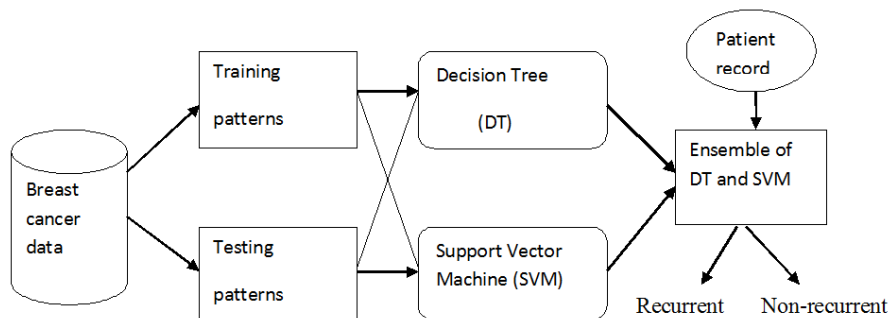 Breast
cancer
data
Training
patterns
Testing
patterns
Decision Tree
(DT)
Support Vector
Machine (SVM)
Patient
record
Ensemble of
DT and SVM
Recurrent
Non-recurrent